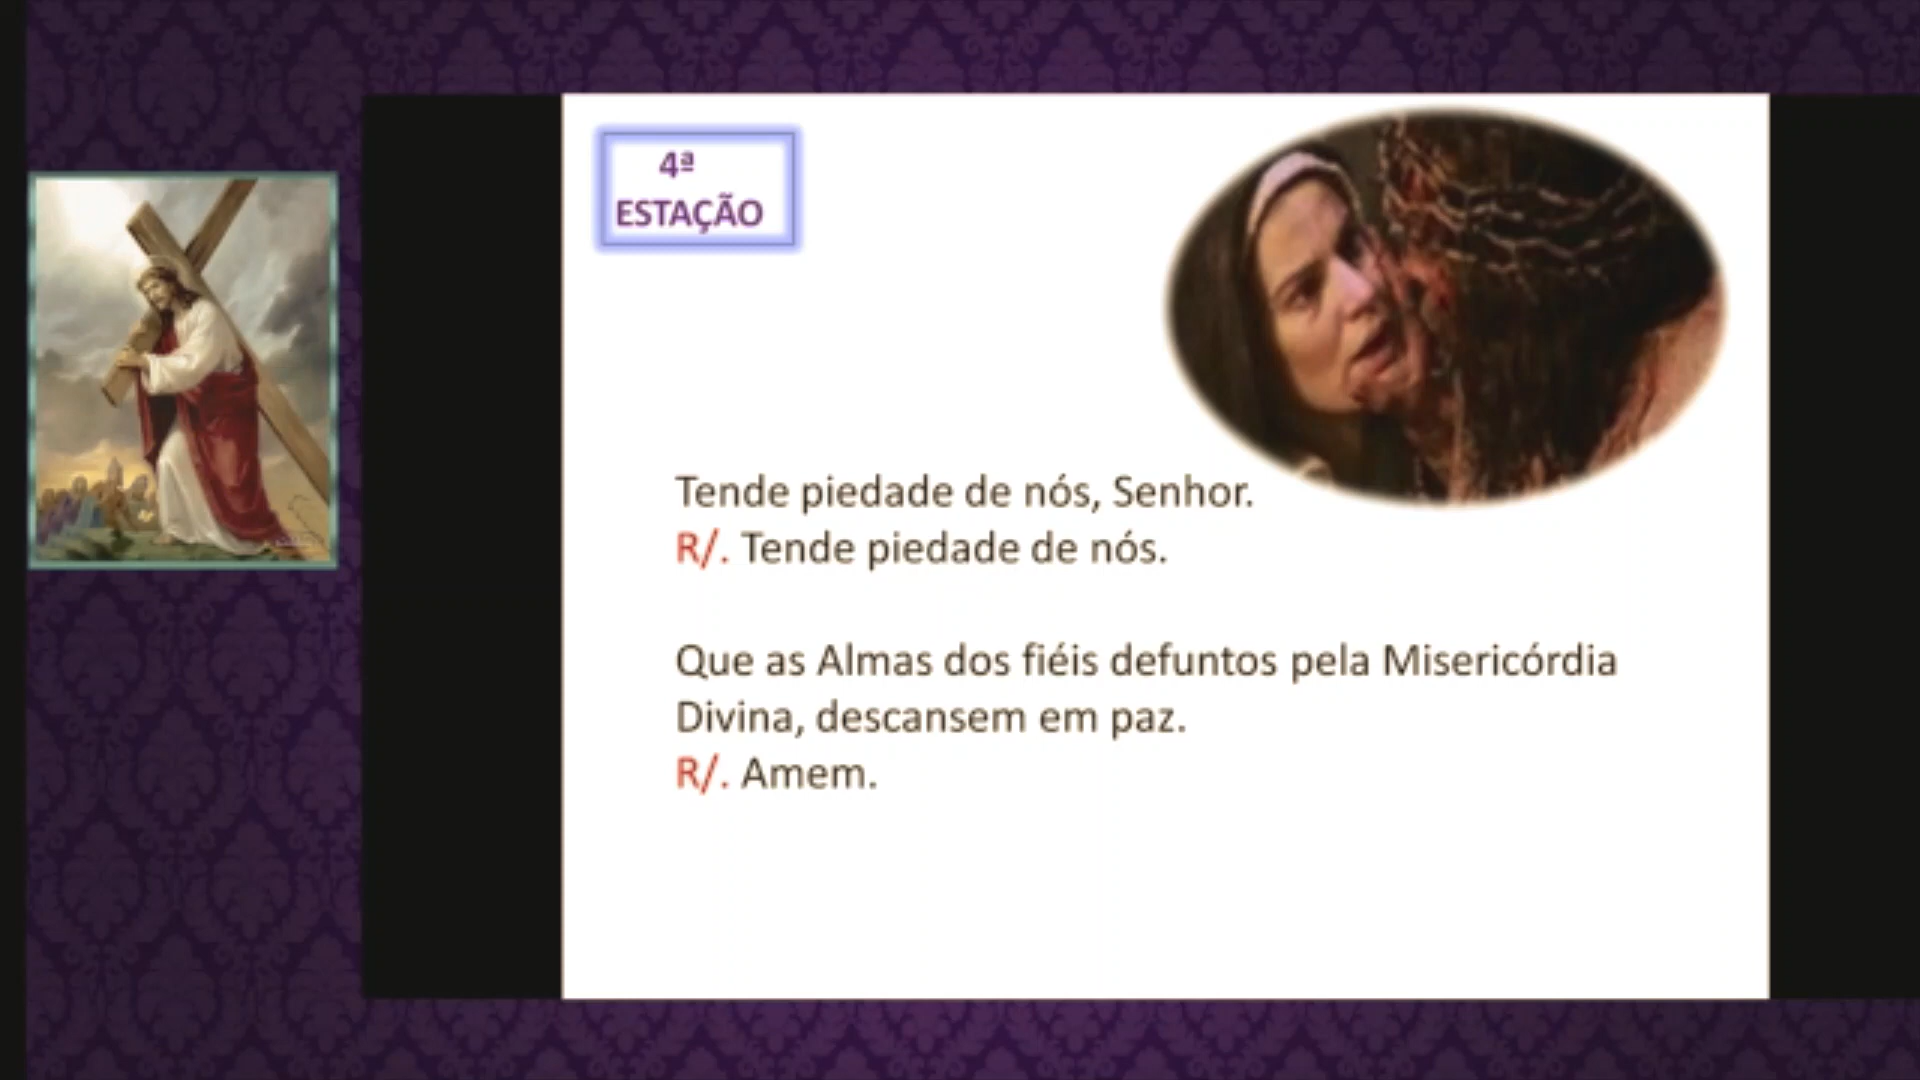 4ª
ESTAÇÃO
Tende piedade de nós, Senhor.
R/. Tende piedade de nós.
Que as Almas dos fiéis defuntos pela Misericórdia
Divina, descansem em paz.
R/. Amem.